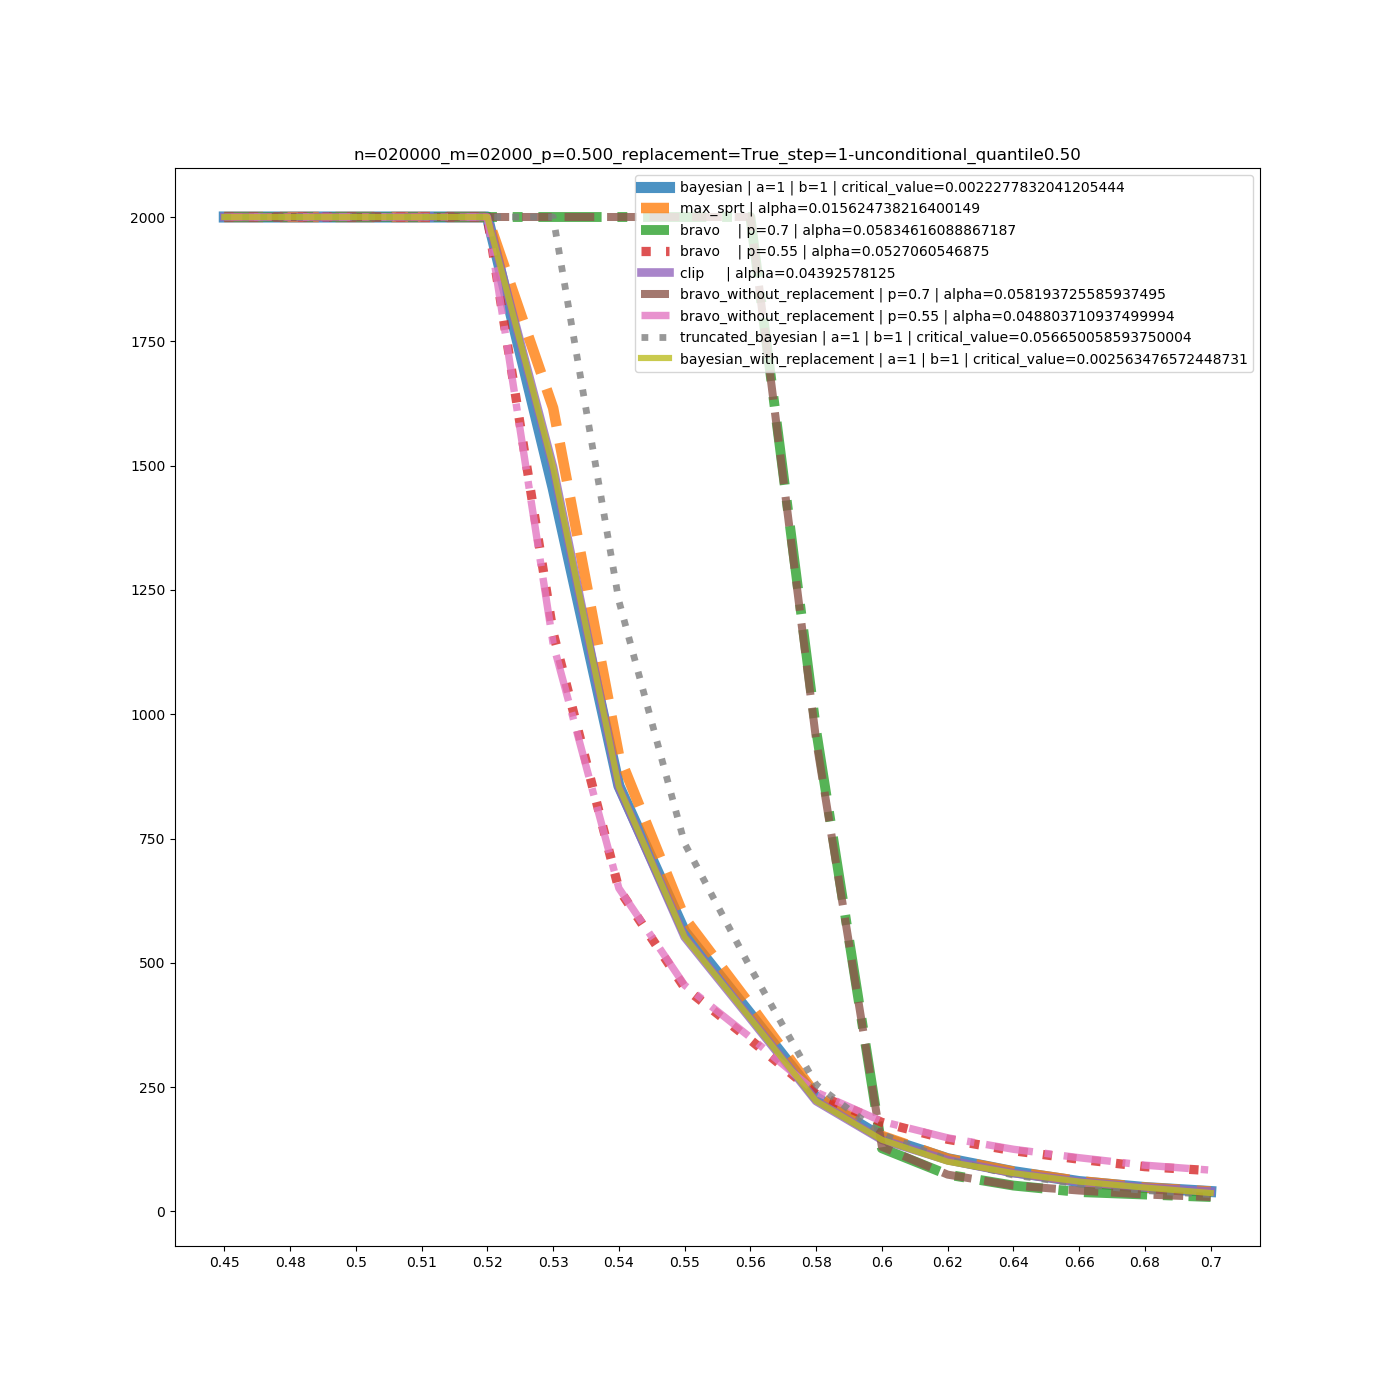 n=020000_m=02000_p=0.500_replacement=True_step=1-unconditional_quantile0.50
bayesian | a=1 | b=1 | critical_value=0.0022277832041205444
max_sprt | alpha=0.015624738216400149
bravo    | p=0.7 | alpha=0.05834616088867187
bravo    | p=0.55 | alpha=0.0527060546875
clip     | alpha=0.04392578125
bravo_without_replacement | p=0.7 | alpha=0.058193725585937495
bravo_without_replacement | p=0.55 | alpha=0.048803710937499994
truncated_bayesian | a=1 | b=1 | critical_value=0.056650058593750004
bayesian_with_replacement | a=1 | b=1 | critical_value=0.002563476572448731
2000
1750
1500
1250
1000
750
500
250
0
0.45 0.48 0.5 0.51 0.52 0.53 0.54 0.55 0.56 0.58 0.6 0.62 0.64 0.66 0.68 0.7